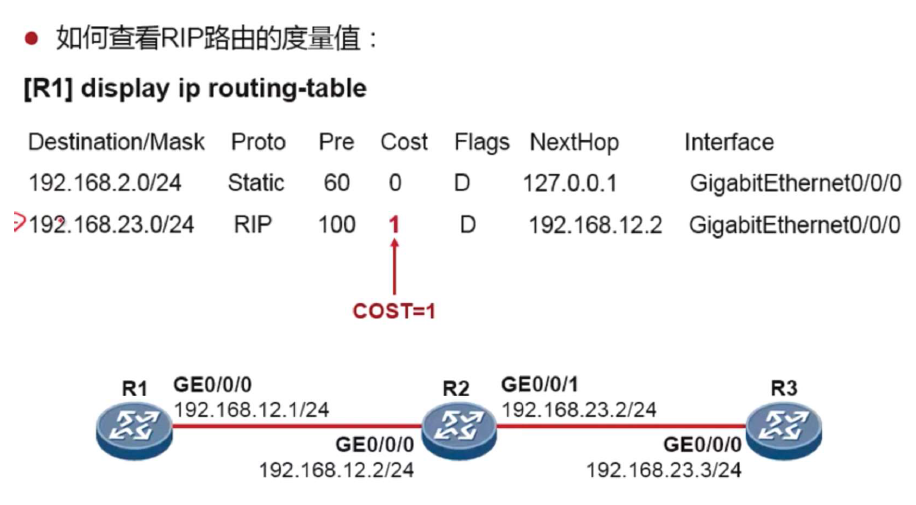 如何查看RIP路由的度量值：
[R1] display ip routing-table
Destination/Mask Proto Pre Cost Flags NextHop Interface
192.168.2.0/24 Static 60 0 D 127.0.0.1 GigabitEthernet0/0/0
192.168.23.0/24 RIP 100 1 D 192.168.12.2 GigabitEthernet0/0/0
COST=1
R1 GE0/0/0 R2 GE0/0/1 R3
192.168.12.1/24 192.168.23.2/24
GE0/0/0 GE0/0/0
192.168.12.2/24 192.168.23.3/24